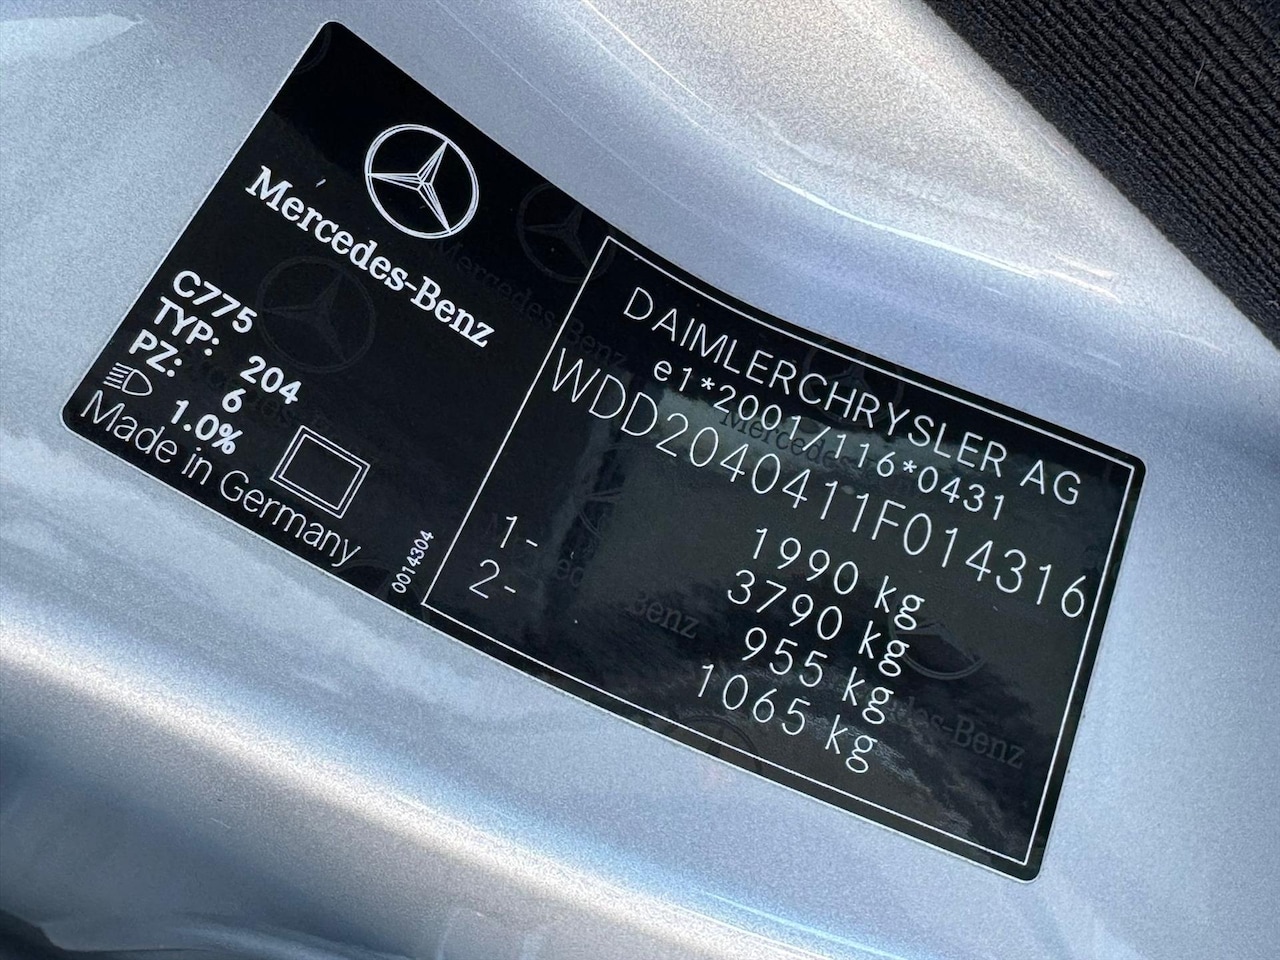 Mercedes-Benz
C775
TYP: 204
PZ: 6
1.0%
Made in Germany
0014304
DAIMLERCHRYSLER AG
e1*2001/116*0431
WDD2040411F014316
1990 kg
3790 kg
1- 955 kg
2- 1065 kg